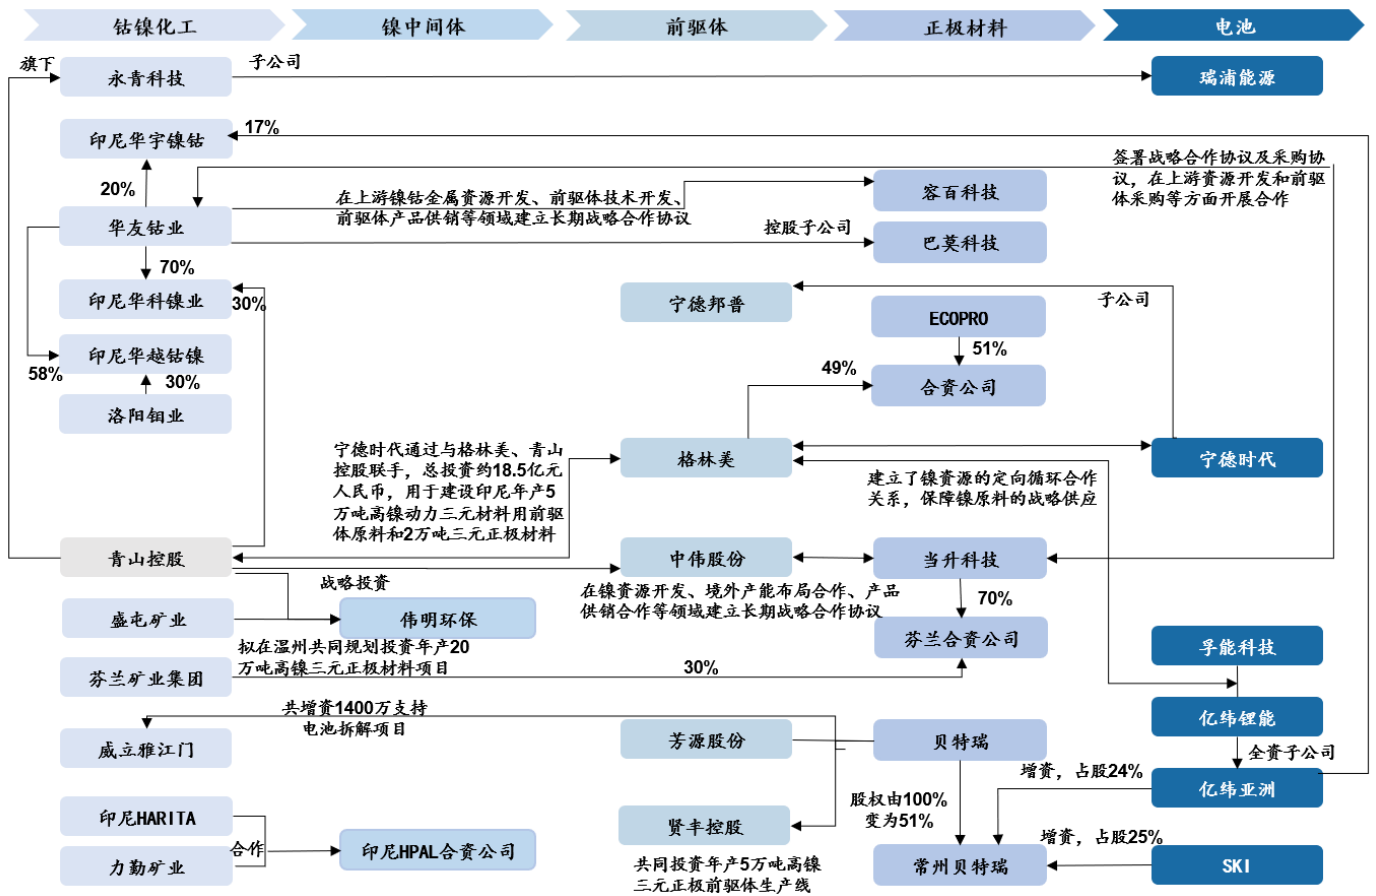 钴镍化工
镍中间体
前驱体
正极材料
电池
旗下
永青科技
子公司
瑞浦能源
印尼华宇镍钴
17%
20%
签署战略合作协议及采购协
议，在上游资源开发和前驱
体采购等方面开展合作
在上游镍钴金属资源开发、前驱体技术开发、
前驱体产品供销等领域建立长期战略合作协议
容百科技
华友钴业
控股子公司
巴莫科技
70%
印尼华科镍业
30%
宁德邦普
子公司
ECOPRO
51%
印尼华越钴镍
58%
30%
49%
合资公司
洛阳钼业
宁德时代通过与格林美、青山
控股联手，总投资约18.5亿元
人民币，用于建设印尼年产5
万吨高镍动力三元材料用前驱
体原料和2万吨三元正极材料
格林美
宁德时代
建立了镍资源的定向循环合作
关系，保障镍原料的战略供应
青山控股
中伟股份
当升科技
战略投资
在镍资源开发、境外产能布局合作、产品
供销合作等领域建立长期战略合作协议
70%
盛屯矿业
伟明环保
芬兰合资公司
孚能科技
拟在温州共同规划投资年产20
万吨高镍三元正极材料项目
芬兰矿业集团
30%
亿纬锂能
共增资1400万支持
电池拆解项目
威立雅江门
芳源股份
贝特瑞
全资子公司
增资，占股24%
亿纬亚洲
股权由100%
变为51%
印尼HARITA
贤丰控股
合作
印尼HPAL合资公司
增资，占股25%
力勤矿业
共同投资年产5万吨高镍
三元正极前驱体生产线
常州贝特瑞
SKI